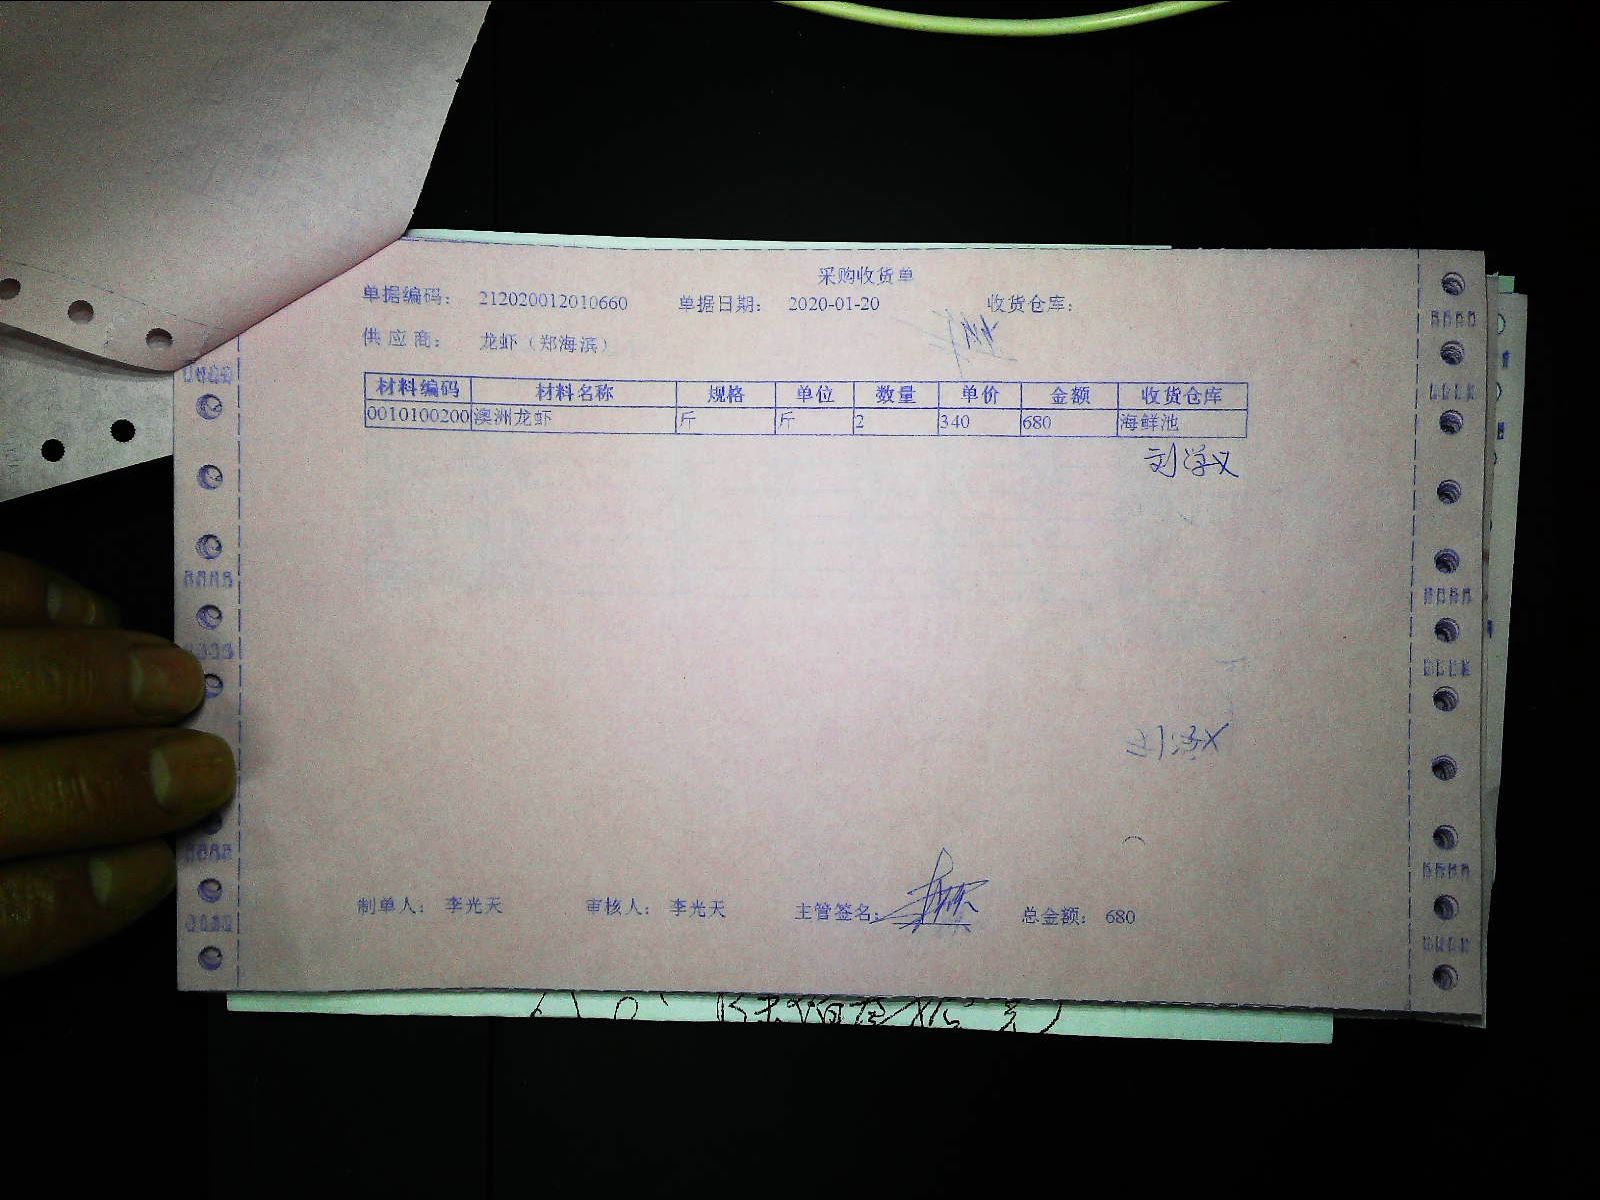 采购收货单
单据编码： 212020012010660 单据日期： 2020-01-20 收货仓库：
供 应 商： 龙虾（郑海滨）
材料编码 材料名称 规格 单位 数量 单价 金额 收货仓库
0010100200 澳洲龙虾 斤 斤 2 340 680 海鲜池
刘学义
制单人： 李光天 审核人： 李光天 主管签名： 总金额： 680